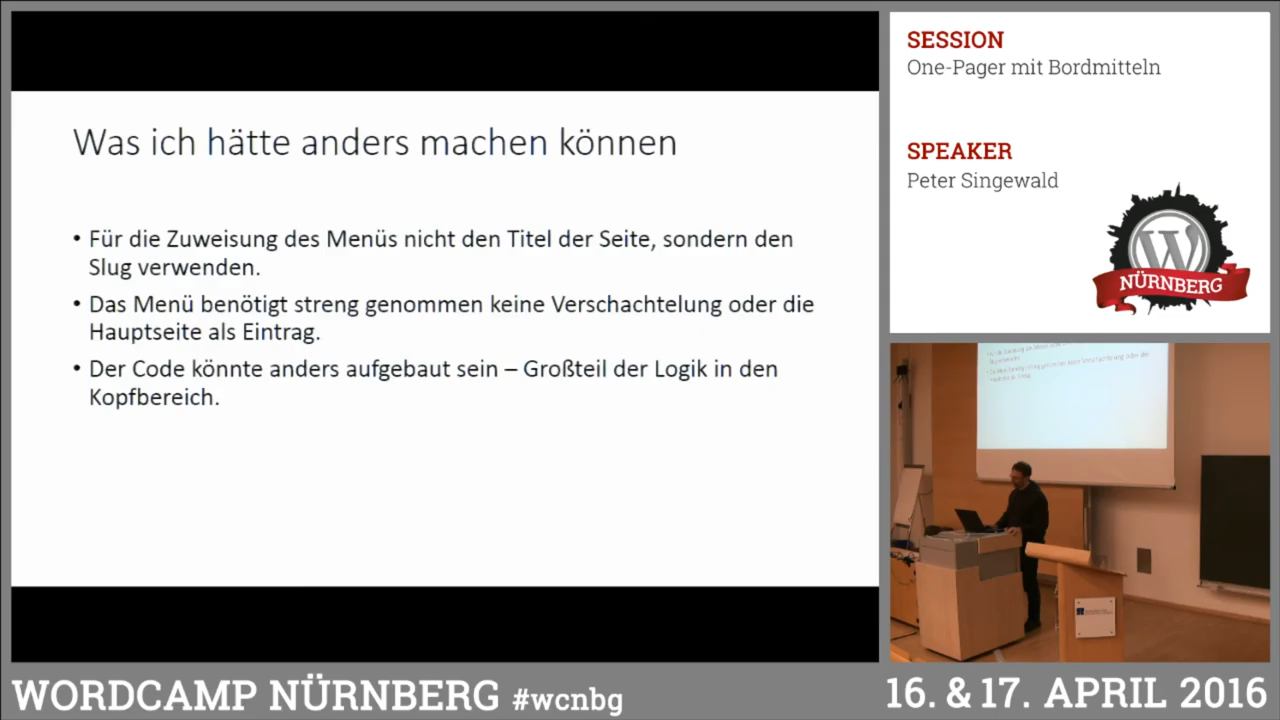 Was ich hätte anders machen können
• Für die Zuweisung des Menüs nicht den Titel der Seite, sondern den
Slug verwenden.
• Das Menü benötigt streng genommen keine Verschachtelung oder die
Hauptseite als Eintrag.
• Der Code könnte anders aufgebaut sein – Großteil der Logik in den
Kopfbereich.
SESSION
One-Pager mit Bordmitteln
SPEAKER
Peter Singewald
W
NÜRNBERG
WORDCAMP NÜRNBERG #wcnbg
16. & 17. APRIL 2016